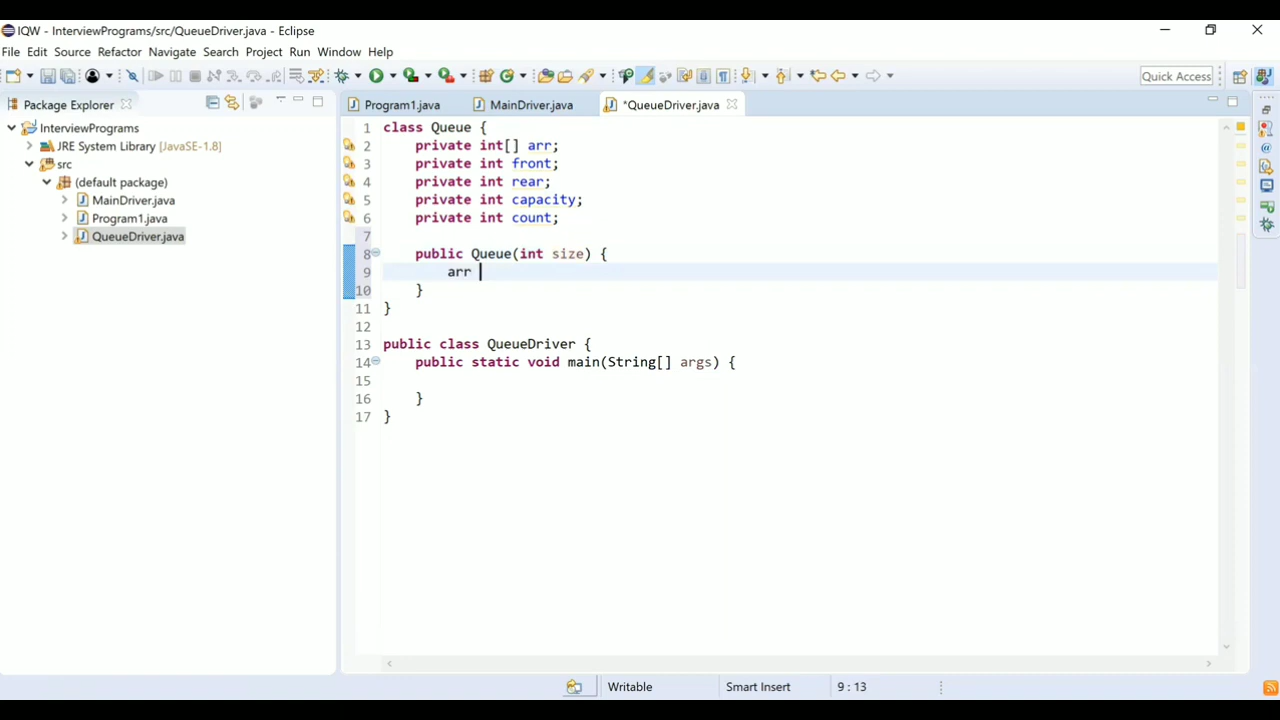 IQW - InterviewPrograms/src/QueueDriver.java - Eclipse
File Edit Source Refactor Navigate Search Project Run Window Help
Quick Access
Package Explorer
Program1.java MainDriver.java *QueueDriver.java
InterviewPrograms
JRE System Library [JavaSE-1.8]
src
(default package)
MainDriver.java
Program1.java
QueueDriver.java
1 class Queue {
2 private int[] arr;
3 private int front;
4 private int rear;
5 private int capacity;
6 private int count;
7
8 public Queue(int size) {
9 arr
10 }
11 }
12
13 public class QueueDriver {
14 public static void main(String[] args) {
15
16 }
17 }
Writable Smart Insert 9 : 13